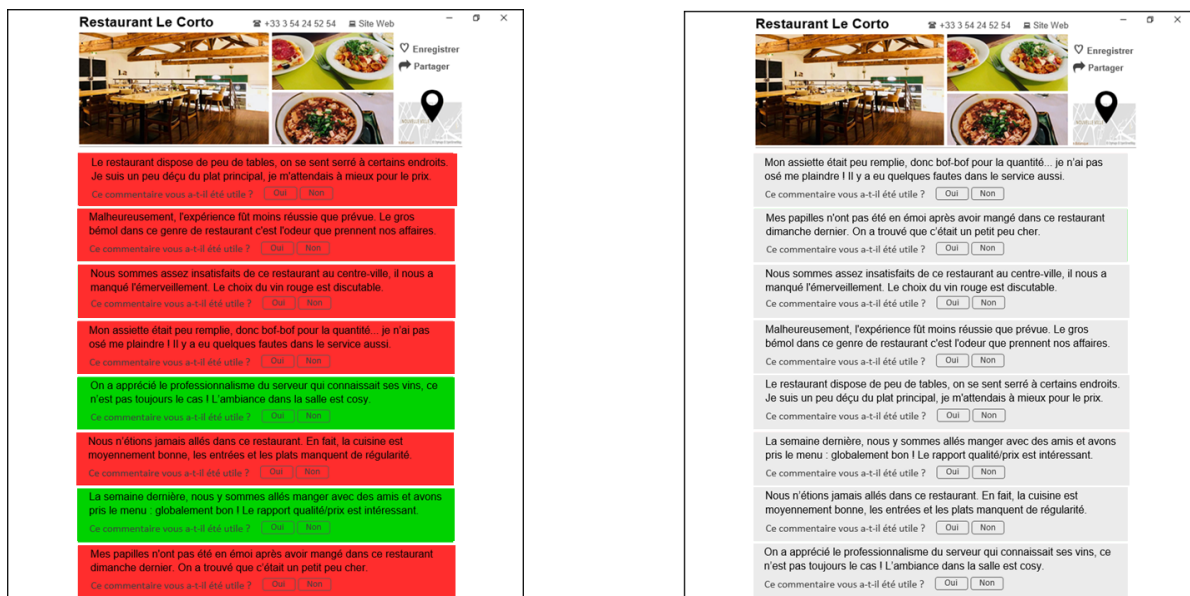 Restaurant Le Corto
+33 3 54 24 52 54
Site Web
Enregistrer
Partager
Le restaurant dispose de peu de tables, on se sent serré à certains endroits.
Je suis un peu déçu du plat principal, je m'attendais à mieux pour le prix.
Ce commentaire vous a-t-il été utile ? Oui Non
Malheureusement, l'expérience fût moins réussie que prévue. Le gros
bémol dans ce genre de restaurant c'est l'odeur que prennent nos affaires.
Ce commentaire vous a-t-il été utile ? Oui Non
Nous sommes assez insatisfaits de ce restaurant au centre-ville, il nous a
manqué l'émerveillement. Le choix du vin rouge est discutable.
Ce commentaire vous a-t-il été utile ? Oui Non
Mon assiette était peu remplie, donc bof-bof pour la quantité... je n'ai pas
osé me plaindre ! Il y a eu quelques fautes dans le service aussi.
Ce commentaire vous a-t-il été utile ? Oui Non
On a apprécié le professionnalisme du serveur qui connaissait ses vins, ce
n'est pas toujours le cas ! L'ambiance dans la salle est cosy.
Ce commentaire vous a-t-il été utile ? Oui Non
Nous n'étions jamais allés dans ce restaurant. En fait, la cuisine est
moyennement bonne, les entrées et les plats manquent de régularité.
Ce commentaire vous a-t-il été utile ? Oui Non
La semaine dernière, nous y sommes allés manger avec des amis et avons
pris le menu : globalement bon ! Le rapport qualité/prix est intéressant.
Ce commentaire vous a-t-il été utile ? Oui Non
Mes papilles n'ont pas été en émoi après avoir mangé dans ce restaurant
dimanche dernier. On a trouvé que c'était un petit peu cher.
Ce commentaire vous a-t-il été utile ? Oui Non
Restaurant Le Corto
+33 3 54 24 52 54
Site Web
Enregistrer
Partager
Mon assiette était peu remplie, donc bof-bof pour la quantité... je n'ai pas
osé me plaindre ! Il y a eu quelques fautes dans le service aussi.
Ce commentaire vous a-t-il été utile ? Oui Non
Mes papilles n'ont pas été en émoi après avoir mangé dans ce restaurant
dimanche dernier. On a trouvé que c'était un petit peu cher.
Ce commentaire vous a-t-il été utile ? Oui Non
Nous sommes assez insatisfaits de ce restaurant au centre-ville, il nous a
manqué l'émerveillement. Le choix du vin rouge est discutable.
Ce commentaire vous a-t-il été utile ? Oui Non
Malheureusement, l'expérience fût moins réussie que prévue. Le gros
bémol dans ce genre de restaurant c'est l'odeur que prennent nos affaires.
Ce commentaire vous a-t-il été utile ? Oui Non
Le restaurant dispose de peu de tables, on se sent serré à certains endroits.
Je suis un peu déçu du plat principal, je m'attendais à mieux pour le prix.
Ce commentaire vous a-t-il été utile ? Oui Non
La semaine dernière, nous y sommes allés manger avec des amis et avons
pris le menu : globalement bon ! Le rapport qualité/prix est intéressant.
Ce commentaire vous a-t-il été utile ? Oui Non
Nous n'étions jamais allés dans ce restaurant. En fait, la cuisine est
moyennement bonne, les entrées et les plats manquent de régularité.
Ce commentaire vous a-t-il été utile ? Oui Non
On a apprécié le professionnalisme du serveur qui connaissait ses vins, ce
n'est pas toujours le cas ! L'ambiance dans la salle est cosy.
Ce commentaire vous a-t-il été utile ? Oui Non